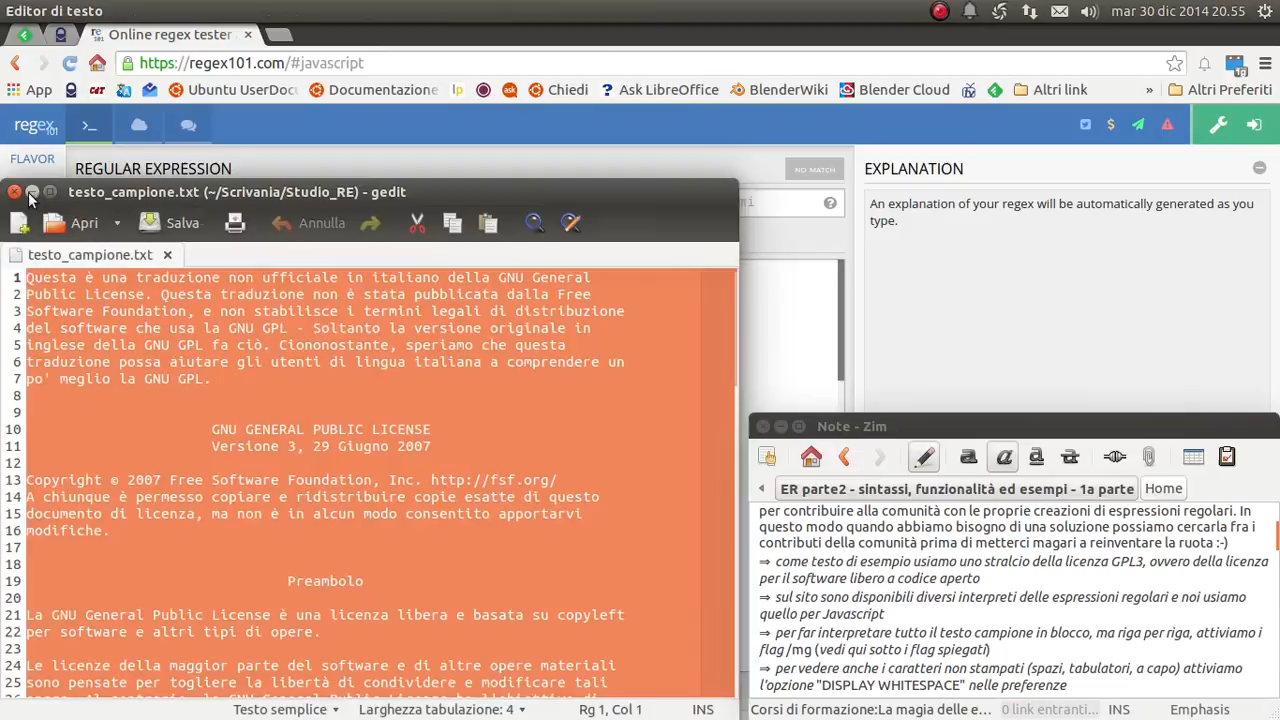 Editor di testo
mar 30 dic 2014 20.55
Online regex tester
https://regex101.com/#javascript
App
Ubuntu UserDocu
Documentazione
Chiedi
Ask LibreOffice
BlenderWiki
Blender Cloud
Altri link
»
Altri Preferiti
regex 101
FLAVOR
REGULAR EXPRESSION
NO MATCH
EXPLANATION
An explanation of your regex will be automatically generated as you
type.
testo_campione.txt (~/Scrivania/Studio_RE) - gedit
Apri
Salva
Annulla
testo_campione.txt
1 Questa è una traduzione non ufficiale in italiano della GNU General
2 Public License. Questa traduzione non è stata pubblicata dalla Free
3 Software Foundation, e non stabilisce i termini legali di distribuzione
4 del software che usa la GNU GPL - Soltanto la versione originale in
5 inglese della GNU GPL fa ciò. Ciononostante, speriamo che questa
6 traduzione possa aiutare gli utenti di lingua italiana a comprendere un
7 po' meglio la GNU GPL.
8
9
10 GNU GENERAL PUBLIC LICENSE
11 Versione 3, 29 Giugno 2007
12
13 Copyright © 2007 Free Software Foundation, Inc. http://fsf.org/
14 A chiunque è permesso copiare e ridistribuire copie esatte di questo
15 documento di licenza, ma non è in alcun modo consentito apportarvi
16 modifiche.
17
18
19 Preambolo
20
21 La GNU General Public License è una licenza libera e basata su copyleft
22 per software e altri tipi di opere.
23
24 Le licenze della maggior parte del software e di altre opere materiali
25 sono pensate per togliere la libertà di condividere e modificare tali
Testo semplice
Larghezza tabulazione: 4
Rg 1, Col 1
INS
Note - Zim
ER parte2 - sintassi, funzionalità ed esempi - 1a parte
Home
per contribuire alla comunità con le proprie creazioni di espressioni regolari. In
questo modo quando abbiamo bisogno di una soluzione possiamo cercarla fra i
contributi della comunità prima di metterci magari a reinventare la ruota :-)
⇒ come testo di esempio usiamo uno stralcio della licenza GPL3, ovvero della licenza
per il software libero a codice aperto
⇒ sul sito sono disponibili diversi interpreti delle espressioni regolari e noi usiamo
quello per Javascript
⇒ per far interpretare tutto il testo campione in blocco, ma riga per riga, attiviamo i
flag /mg (vedi qui sotto i flag spiegati)
⇒ per vedere anche i caratteri non stampati (spazi, tabulatori, a capo) attiviamo
l'opzione "DISPLAY WHITESPACE" nelle preferenze
Corsi di formazione:La magia delle e...
0 link entranti...
INS
Emphasis